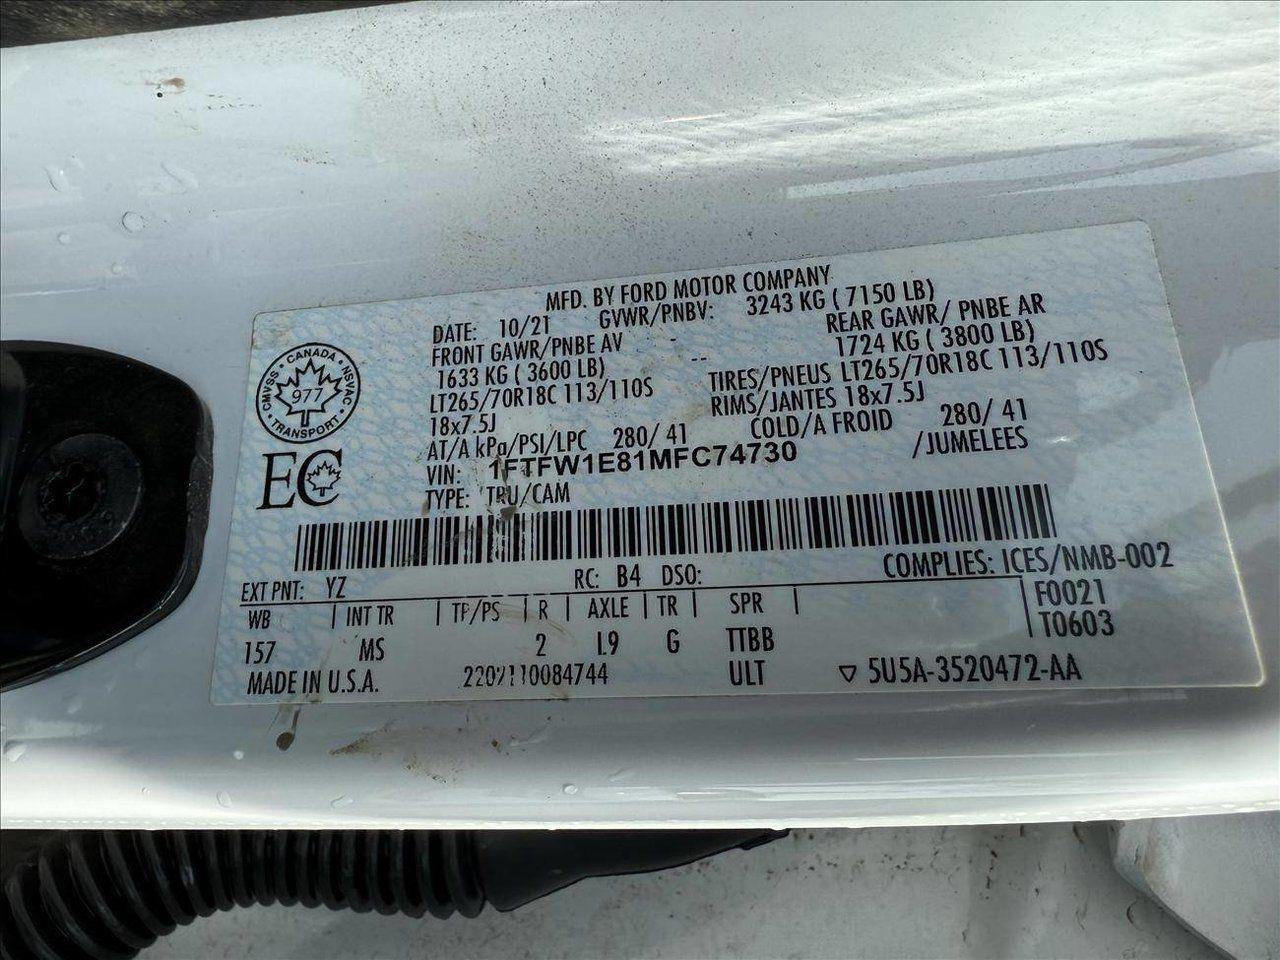 MFD. BY FORD MOTOR COMPANY
DATE: 10/21 GVWR/PNBV: 3243 KG ( 7150 LB)
FRONT GAWR/PNBE AV - REAR GAWR/ PNBE AR
1633 KG ( 3600 LB) -- 1724 KG ( 3800 LB)
LT265/70R18C 113/110S TIRES/PNEUS LT265/70R18C 113/110S
18x7.5J RIMS/JANTES 18x7.5J
AT/A kPa/PSI/LPC 280/ 41 COLD/A FROID 280/ 41
VIN: 1FTFW1E81MFC74730 /JUMELEES
TYPE: TRU/CAM
CANADA
CMVSS NSVAC
977
TRANSPORT
EC
COMPLIES: ICES/NMB-002
EXT PNT: YZ RC: B4 DSO:
WB | INT TR | TP/PS | R | AXLE | TR | SPR | F0021
157 MS 2 L9 G TTBB T0603
MADE IN U.S.A. 2202110084744 ULT ▽ 5U5A-3520472-AA